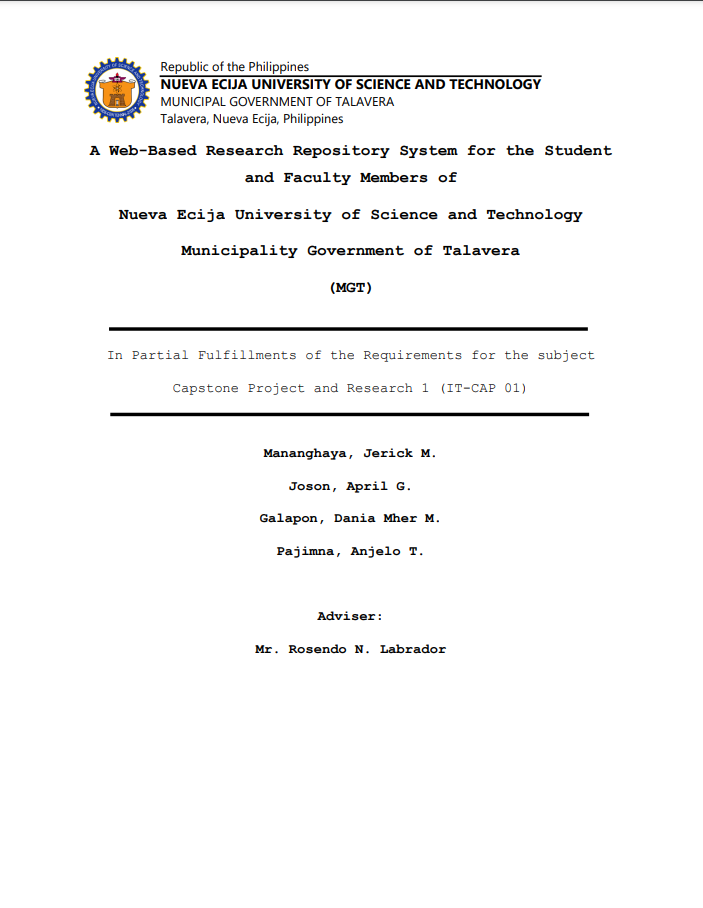 Republic of the Philippines
NUEVA ECIJA UNIVERSITY OF SCIENCE AND TECHNOLOGY
MUNICIPAL GOVERNMENT OF TALAVERA
Talavera, Nueva Ecija, Philippines
A Web-Based Research Repository System for the Student
and Faculty Members of
Nueva Ecija University of Science and Technology
Municipality Government of Talavera
(MGT)
In Partial Fulfillments of the Requirements for the subject
Capstone Project and Research 1 (IT-CAP 01)
Mananghaya, Jerick M.
Joson, April G.
Galapon, Dania Mher M.
Pajimna, Anjelo T.
Adviser:
Mr. Rosendo N. Labrador